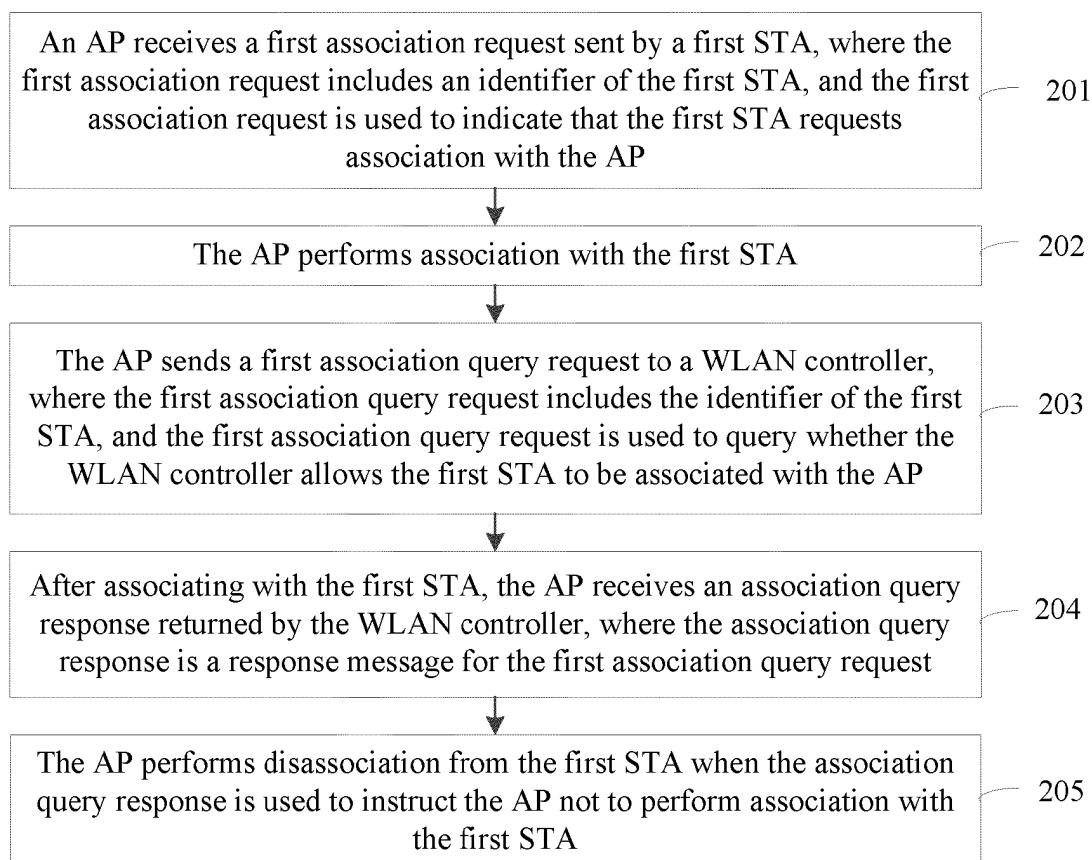 An AP receives a first association request sent by a first STA, where the
first association request includes an identifier of the first STA, and the first
association request is used to indicate that the first STA requests
association with the AP
201
The AP performs association with the first STA
202
The AP sends a first association query request to a WLAN controller,
where the first association query request includes the identifier of the first
STA, and the first association query request is used to query whether the
WLAN controller allows the first STA to be associated with the AP
203
After associating with the first STA, the AP receives an association query
response returned by the WLAN controller, where the association query
response is a response message for the first association query request
204
The AP performs disassociation from the first STA when the association
query response is used to instruct the AP not to perform association with
the first STA
205